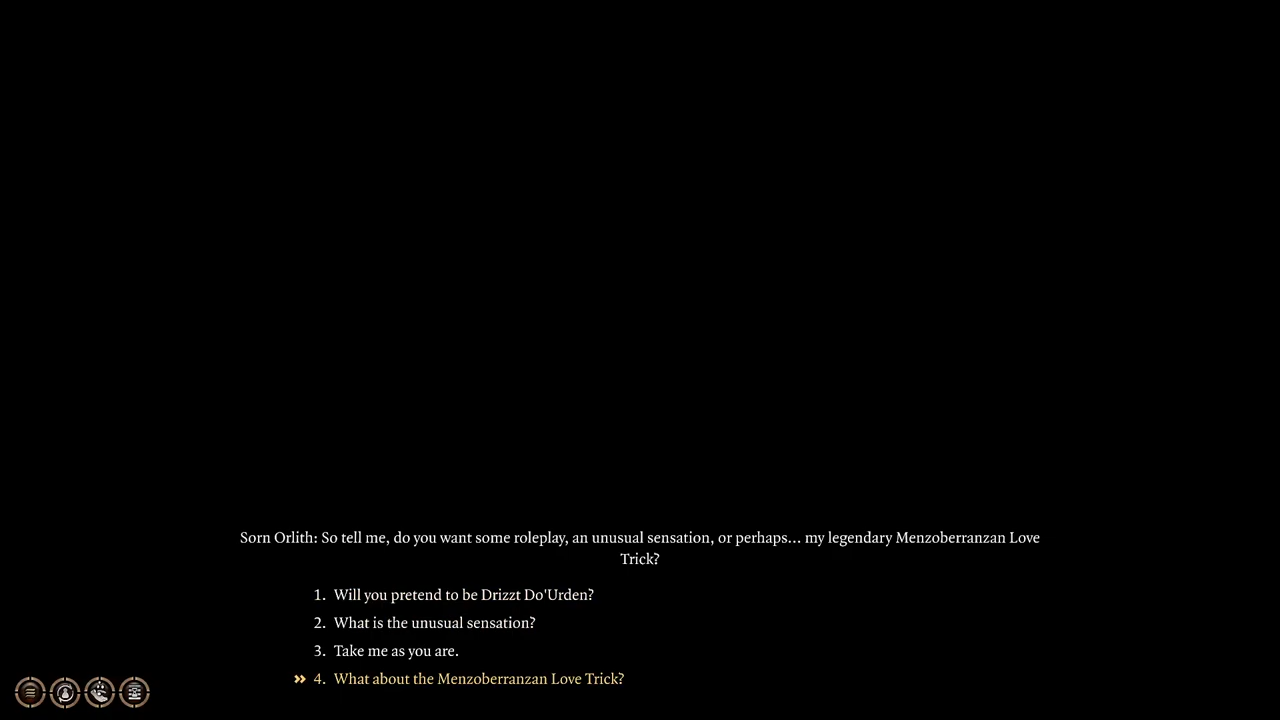 Sorn Orlith: So tell me, do you want some roleplay, an unusual sensation, or perhaps... my legendary Menzoberranzan Love
Trick?
1. Will you pretend to be Drizzt Do'Urden?
2. What is the unusual sensation?
3. Take me as you are.
4. What about the Menzoberranzan Love Trick?